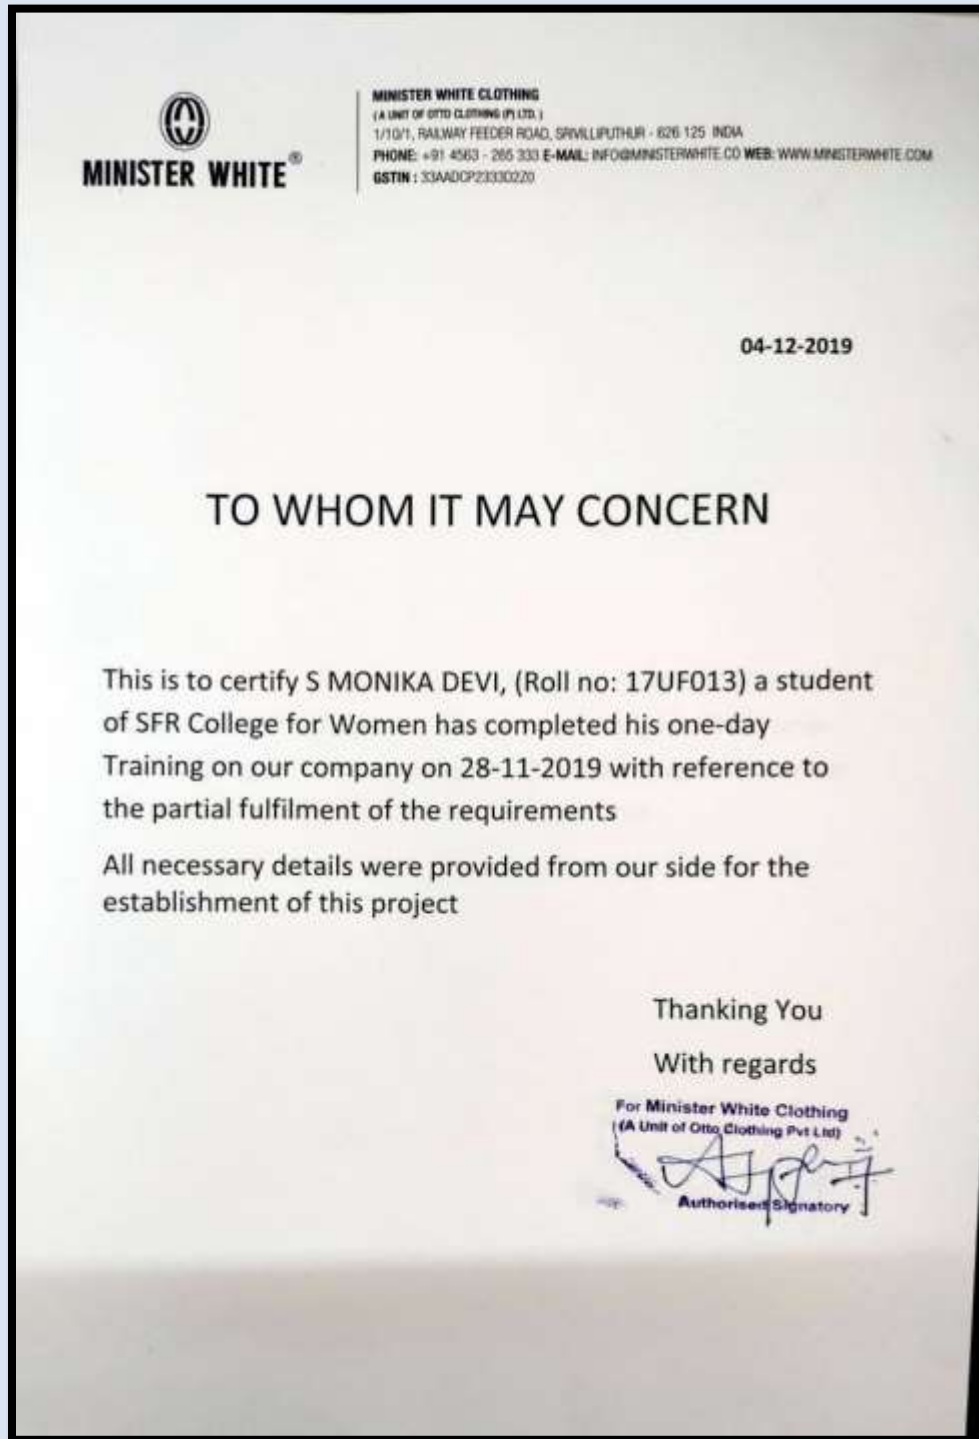 MINISTER WHITE®
MINISTER WHITE CLOTHING
( A UNIT OF OTTO CLOTHING (P) LTD. )
1/10/1, RAILWAY FEEDER ROAD, SRIVILLIPUTHUR - 626 125 INDIA
PHONE: +91 4563 - 265 333 E-MAIL: INFO@MINISTERWHITE.CO WEB: WWW.MINISTERWHITE.COM
GSTIN :
04-12-2019
TO WHOM IT MAY CONCERN
This is to certify S MONIKA DEVI, (Roll no: 17UF013) a student
of SFR College for Women has completed his one-day
Training on our company on 28-11-2019 with reference to
the partial fulfilment of the requirements
All necessary details were provided from our side for the
establishment of this project
Thanking You
With regards
For Minister White Clothing
(A Unit of Otto Clothing Pvt Ltd)
Authorised Signatory